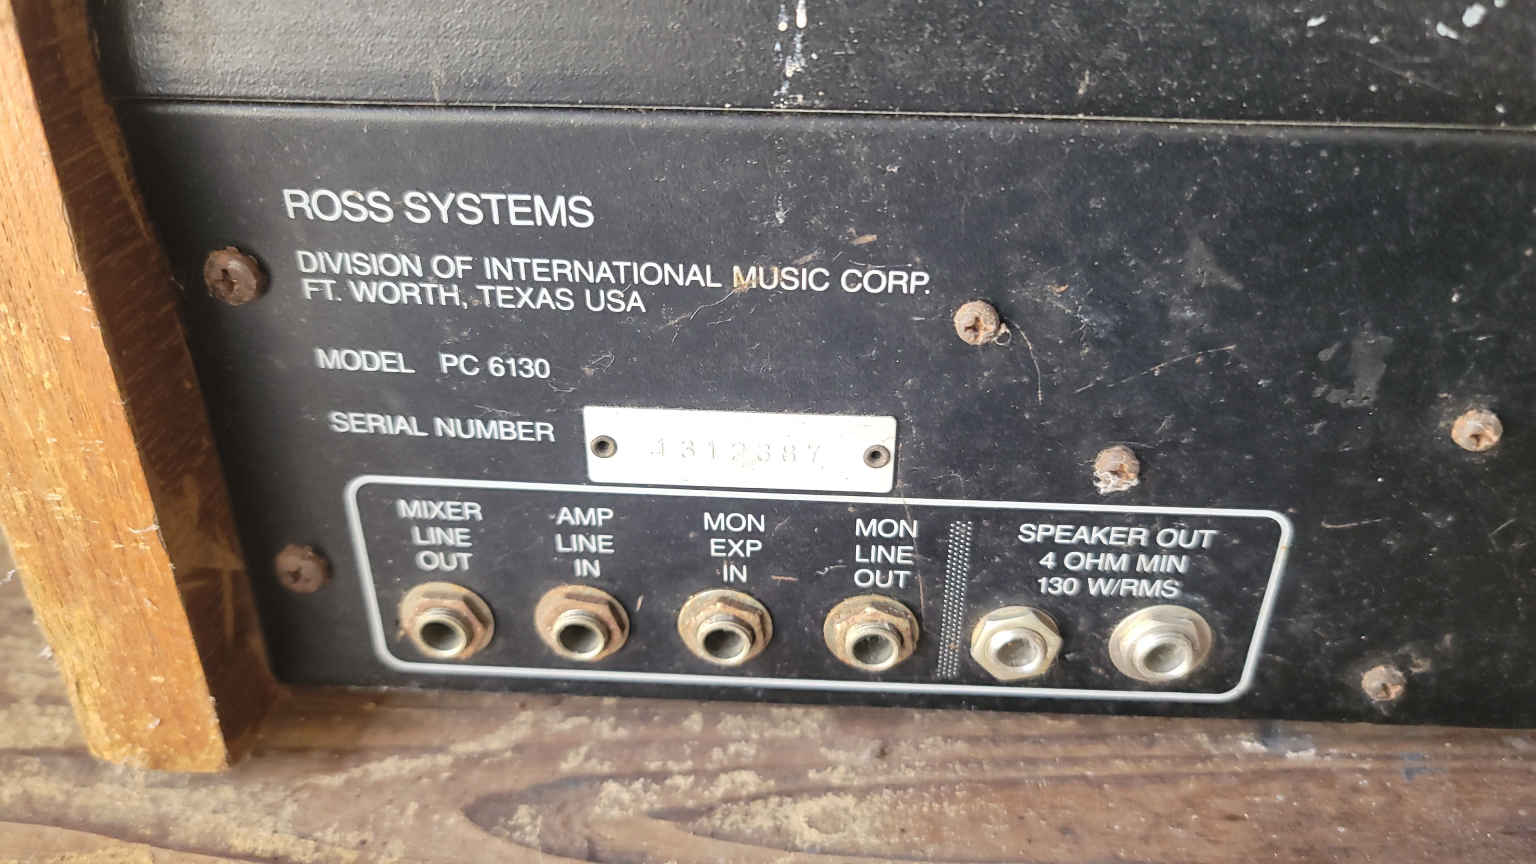 ROSS SYSTEMS
DIVISION OF INTERNATIONAL MUSIC CORP.
FT. WORTH, TEXAS USA
MODEL PC 6130
SERIAL NUMBER
MIXER
LINE
OUT
AMP
LINE
IN
MON
EXP
IN
MON
LINE
OUT
SPEAKER OUT
4 OHM MIN
130 W/RMS